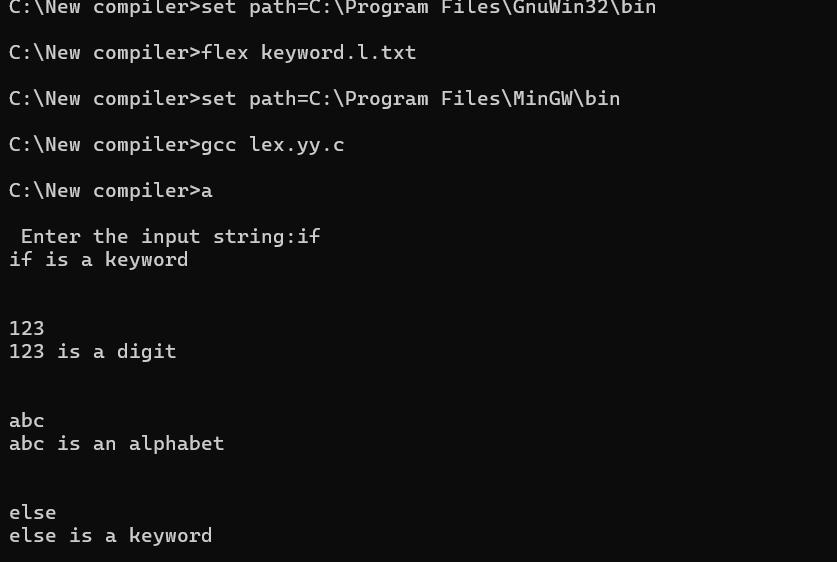 C:\New compiler>set path=C:\Program Files\GnuWin32\bin
C:\New compiler>flex keyword.l.txt
C:\New compiler>set path=C:\Program Files\MinGW\bin
C:\New compiler>gcc lex.yy.c
C:\New compiler>a
Enter the input string:if
if is a keyword
123
123 is a digit
abc
abc is an alphabet
else
else is a keyword